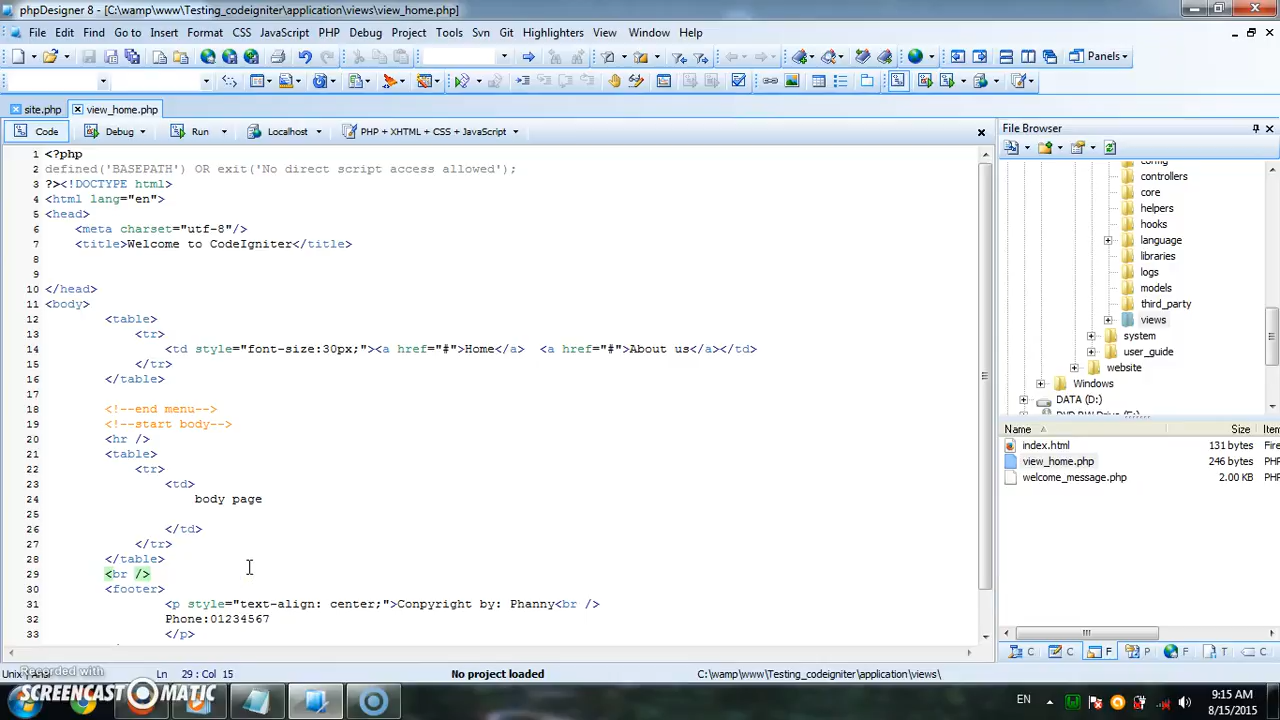 phpDesigner 8 - [C:\wamp\www\Testing_codeigniter\application\views\view_home.php]
File Edit Find Go to Insert Format CSS JavaScript PHP Debug Project Tools Svn Git Highlighters View Window Help
Panels
site.php view_home.php
Code Debug Run Localhost PHP + XHTML + CSS + JavaScript
1 <?php
2 defined('BASEPATH') OR exit('No direct script access allowed');
3 ?><!DOCTYPE html>
4 <html lang="en">
5 <head>
6 <meta charset="utf-8"/>
7 <title>Welcome to CodeIgniter</title>
8
9
10 </head>
11 <body>
12 <table>
13 <tr>
14 <td style="font-size:30px;"><a href="#">Home</a> <a href="#">About us</a></td>
15 </tr>
16 </table>
17
18 <!--end menu-->
19 <!--start body-->
20 <hr />
21 <table>
22 <tr>
23 <td>
24 body page
25
26 </td>
27 </tr>
28 </table>
29 <br />
30 <footer>
31 <p style="text-align: center;">Conpyright by: Phanny<br />
32 Phone:01234567
33 </p>
File Browser
config
controllers
core
helpers
hooks
language
libraries
logs
models
third_party
views
system
user_guide
website
Windows
DATA (D:)
DVD RW Drive (E:)
Name Size Item
index.html 131 bytes Fire
view_home.php 246 bytes PHP
welcome_message.php 2.00 KB PHP
C C F P F T C
Ln 29 : Col 15 No project loaded C:\wamp\www\Testing_codeigniter\application\views\
Recorded with
SCREENCAST MATIC
EN 9:15 AM
8/15/2015